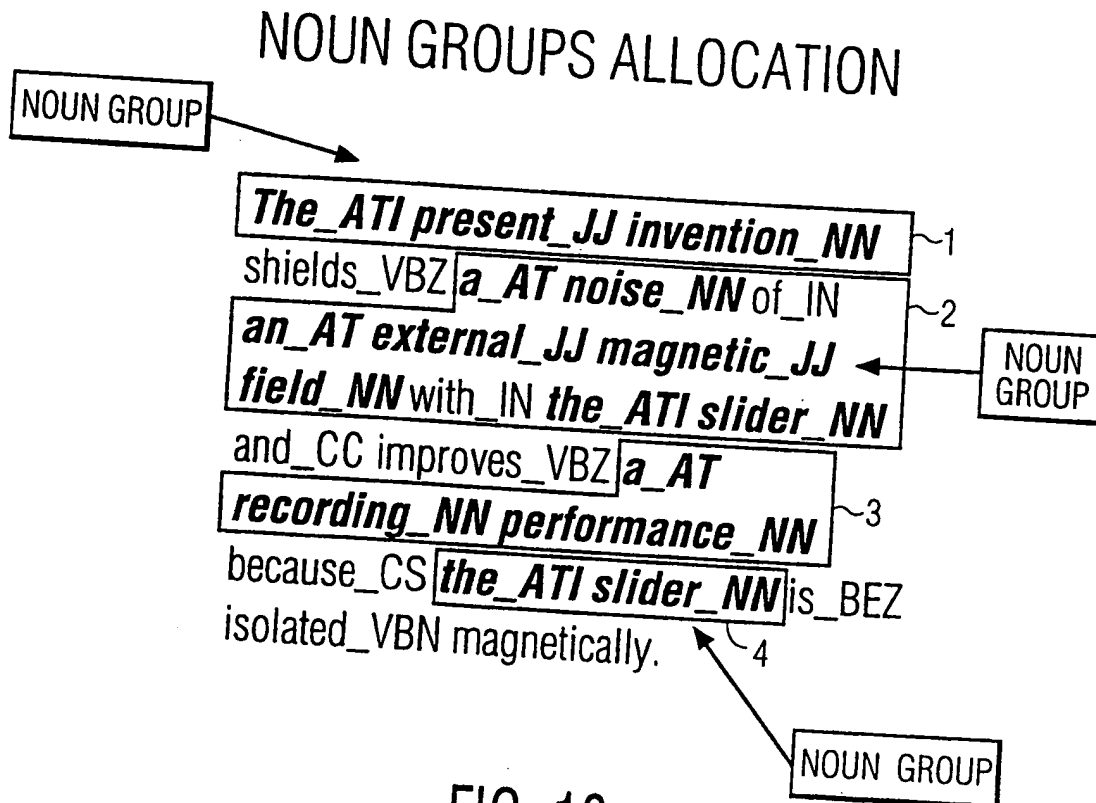 NOUN GROUPS ALLOCATION
NOUN GROUP
The_ATI present_JJ invention_NN
1
shields_VBZ a_AT noise_NN of_IN
2
an_AT external_JJ magnetic_JJ
NOUN
GROUP
field_NN with_IN the_ATI slider_NN
and_CC improves_VBZ a_AT
3
recording_NN performance_NN
because_CS the_ATI slider_NN is_BEZ
4
isolated_VBN magnetically.
NOUN GROUP